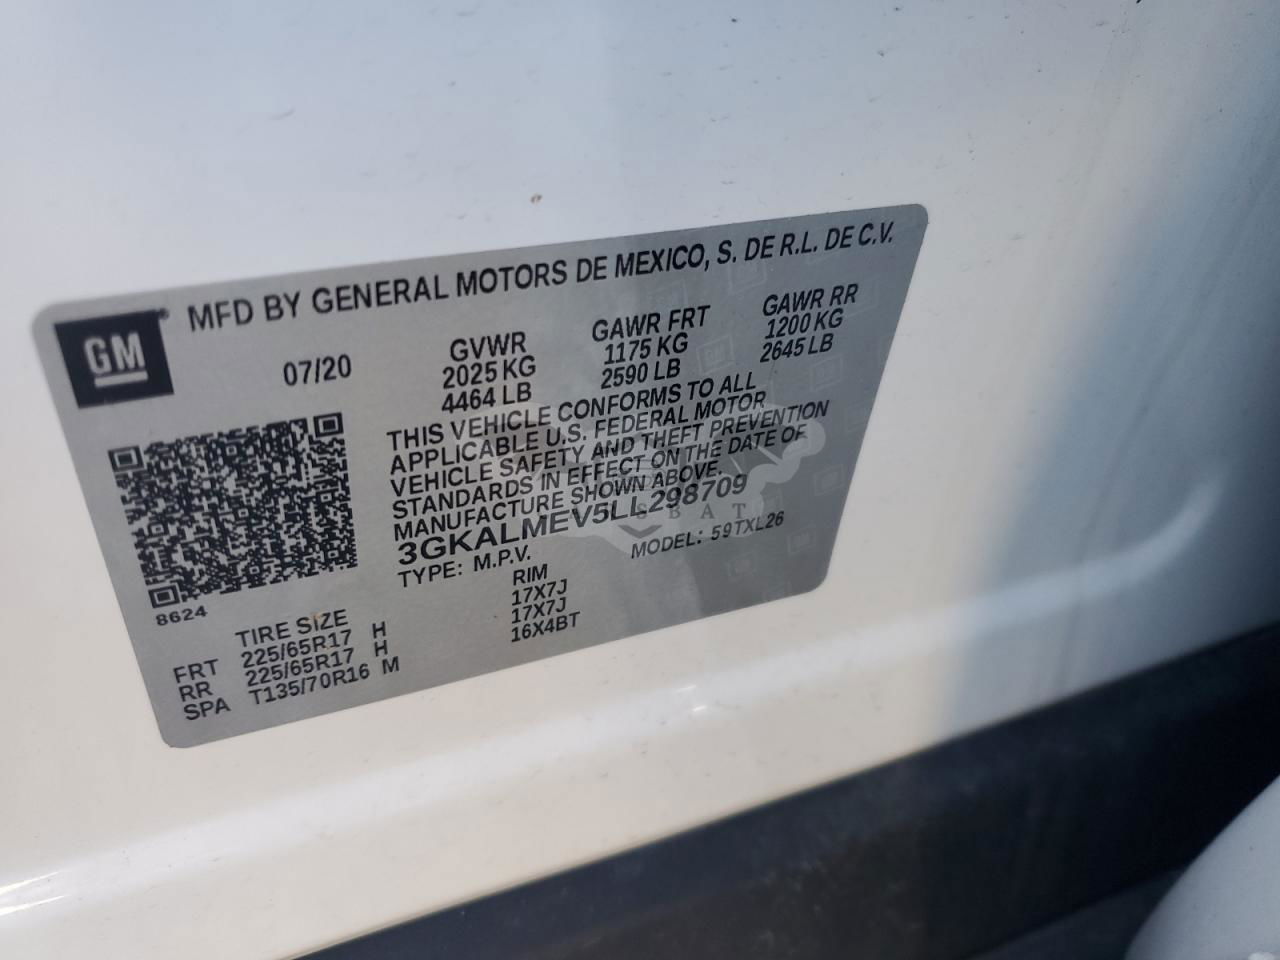 GM
MFD BY GENERAL MOTORS DE MEXICO, S. DE R.L. DE C.V.
07/20
GVWR
2025 KG
4464 LB
GAWR FRT
1175 KG
2590 LB
GAWR RR
1200 KG
2645 LB
THIS VEHICLE CONFORMS TO ALL
APPLICABLE U.S. FEDERAL MOTOR
VEHICLE SAFETY AND THEFT PREVENTION
STANDARDS IN EFFECT ON THE DATE OF
MANUFACTURE SHOWN ABOVE.
3GKALMEV5LL298709
TYPE: M.P.V. MODEL: 59TXL26
8624
TIRE SIZE RIM
FRT 225/65R17 H 17X7J
RR 225/65R17 H 17X7J
SPA T135/70R16 M 16X4BT